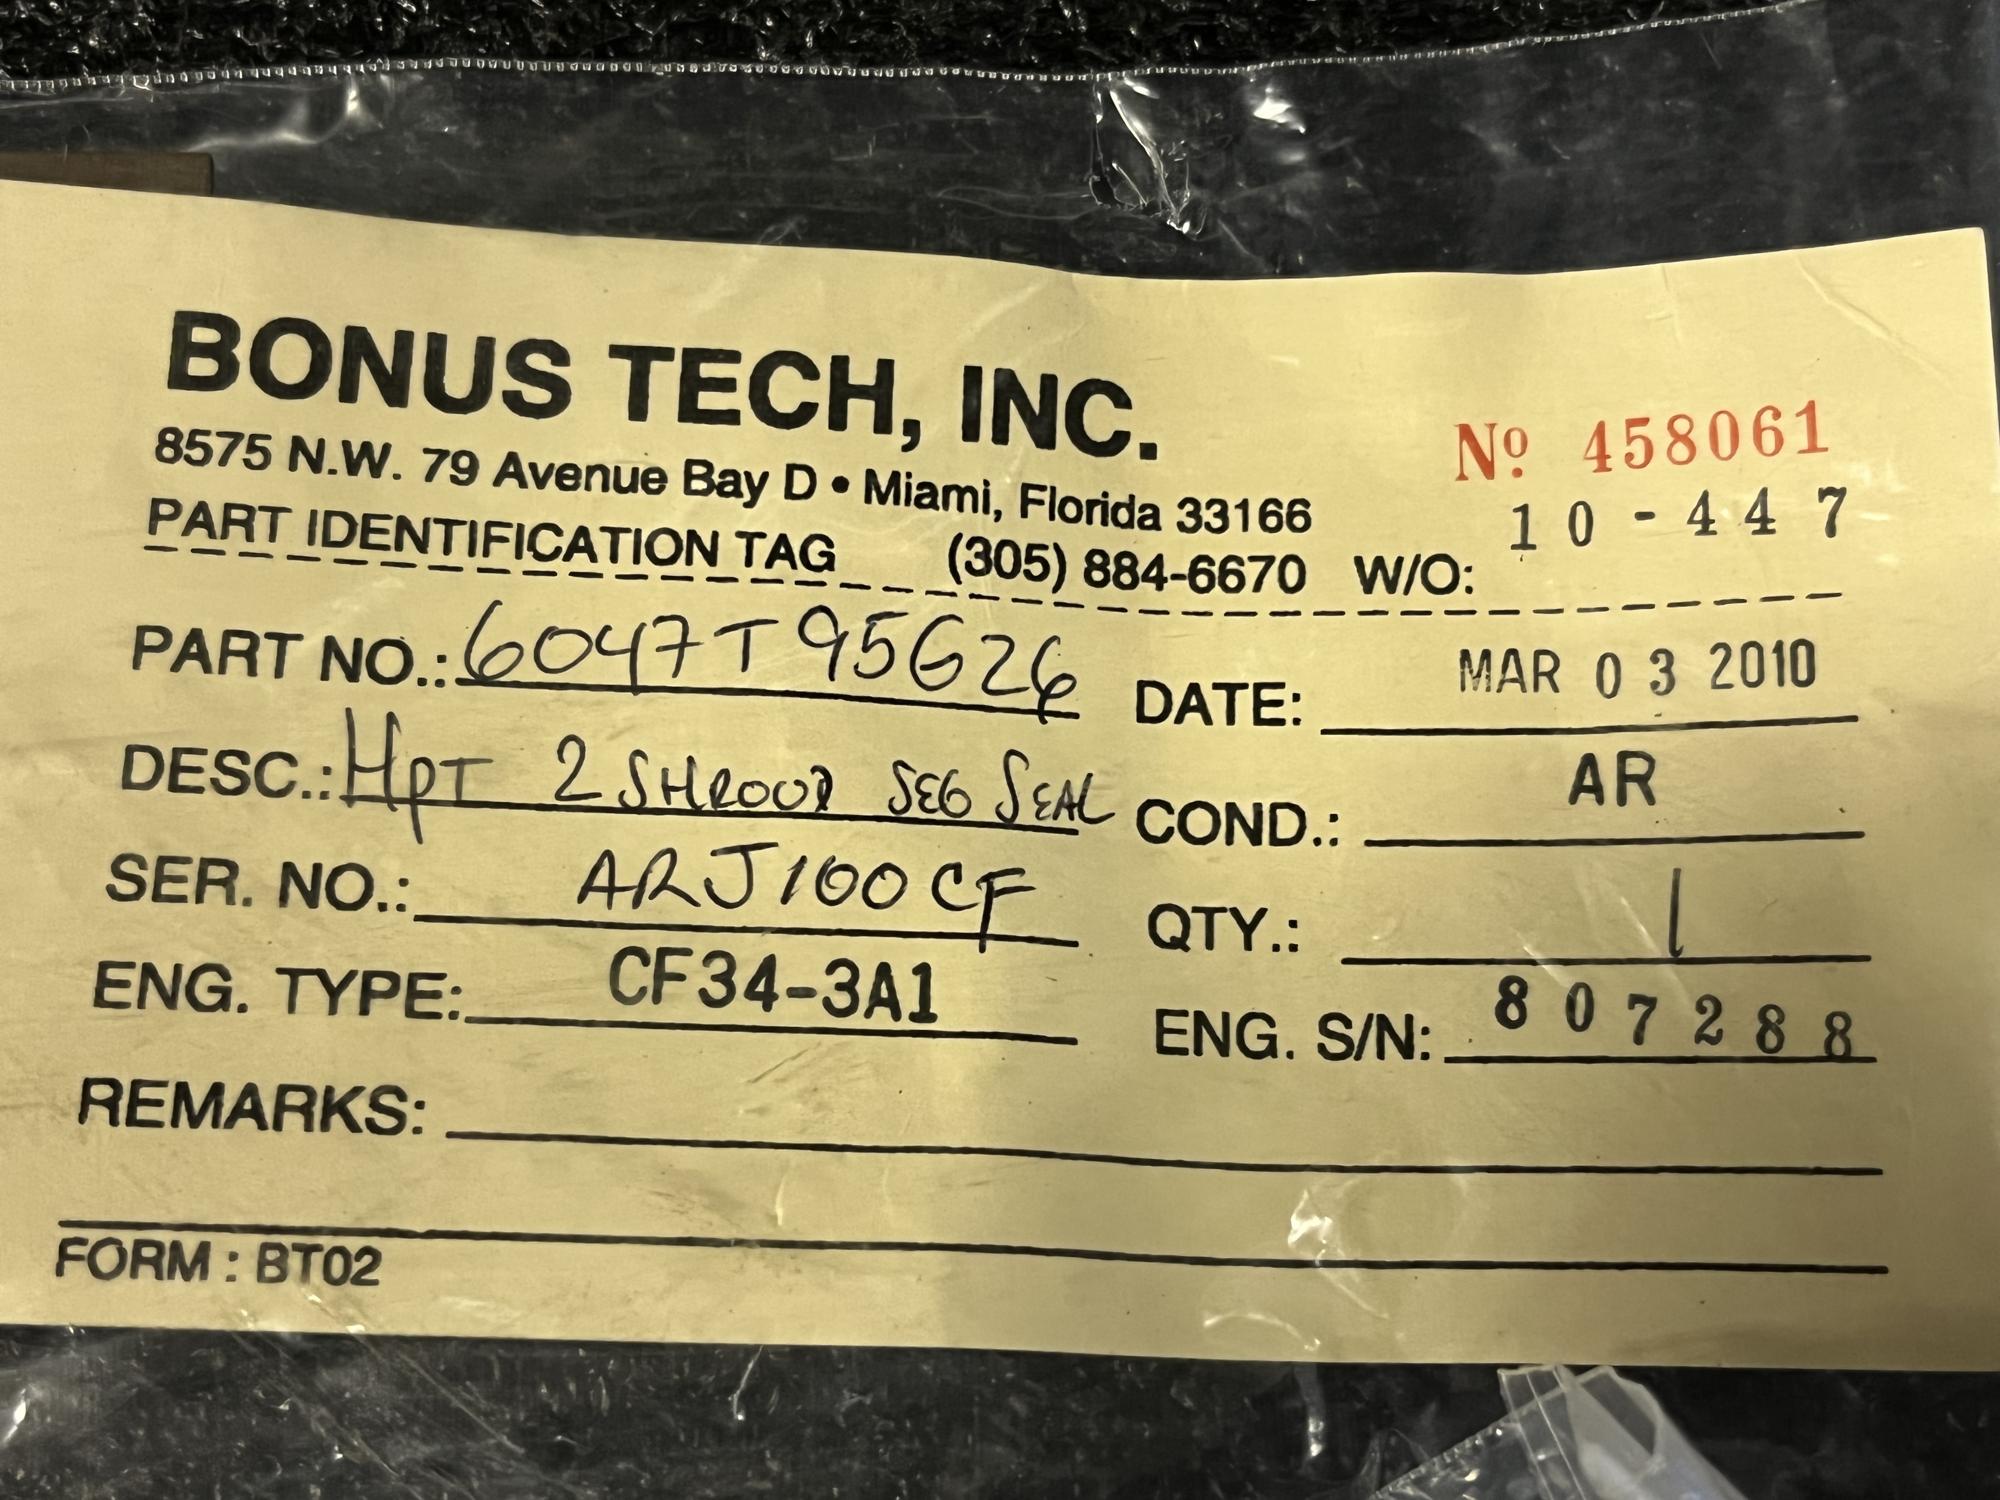 BONUS TECH, INC.
8575 N.W. 79 Avenue Bay D • Miami, Florida 33166
Nº 458061
PART IDENTIFICATION TAG (305) 884-6670 W/O: 10-447
PART NO.: 6047T95G26 DATE: MAR 03 2010
DESC.: HPT 2 SHROUD SEG SEAL COND.: AR
SER. NO.: ARJ100CF QTY.: 1
ENG. TYPE: CF34-3A1 ENG. S/N: 807288
REMARKS:
FORM : BT02